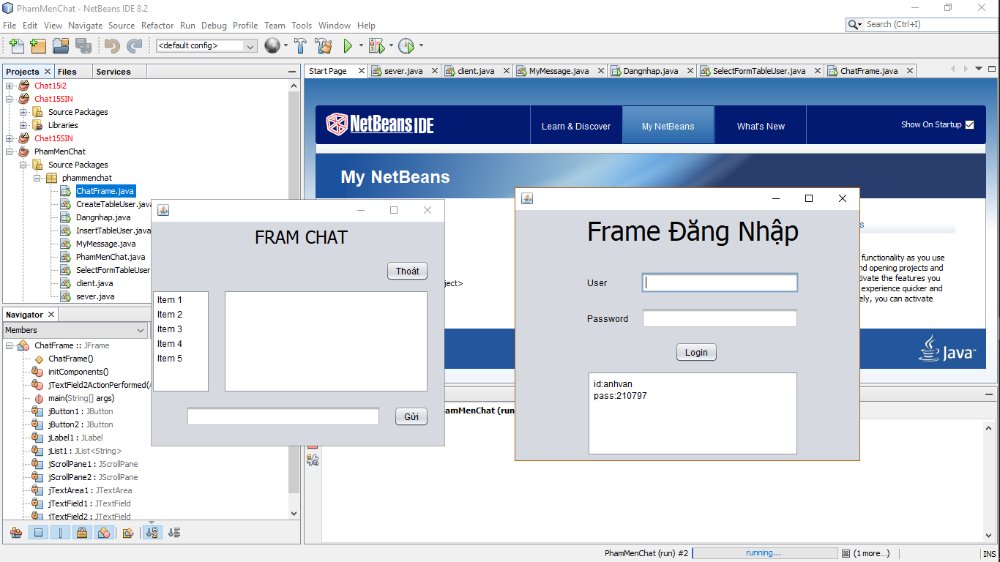 PhamMenChat - NetBeans IDE 8.2
File Edit View Navigate Source Refactor Run Debug Profile Team Tools Window Help
Search (Ctrl+I)
<default config>
Projects Files Services
Start Page sever.java client.java MyMessage.java Dangnhap.java SelectFormTableUser.java ChatFrame.java
Chat15i2
Chat15SIN
Source Packages
Libraries
Chat15SIN
PhamMenChat
Source Packages
phammenchat
ChatFrame.java
CreateTableUser.java
Dangnhap.java
InsertTableUser.java
MyMessage.java
PhamMenChat.java
SelectFormTableUser
client.java
sever.java
NetBeans IDE
Learn & Discover My NetBeans What's New
Show On Startup
My NetBeans
functionality as you use
nd opening projects and
tivate the features you
experience quicker and
ely, you can activate
ject>
Navigator
Members
ChatFrame :: JFrame
ChatFrame()
initComponents()
jTextField2ActionPerformed(
main(String[] args)
jButton1 : JButton
jButton2 : JButton
jLabel1 : JLabel
jList1 : JList<String>
jScrollPane1 : JScrollPane
jScrollPane2 : JScrollPane
jTextArea1 : JTextArea
jTextField1 : JTextField
jTextField2 : JTextField
FRAM CHAT
Thoát
Item 1
Item 2
Item 3
Item 4
Item 5
Gửi
Frame Đăng Nhập
User
Password
Login
id:anhvan
pass:210797
Java
hamMenChat (run
PhamMenChat (run) #2 running... (1 more...) INS